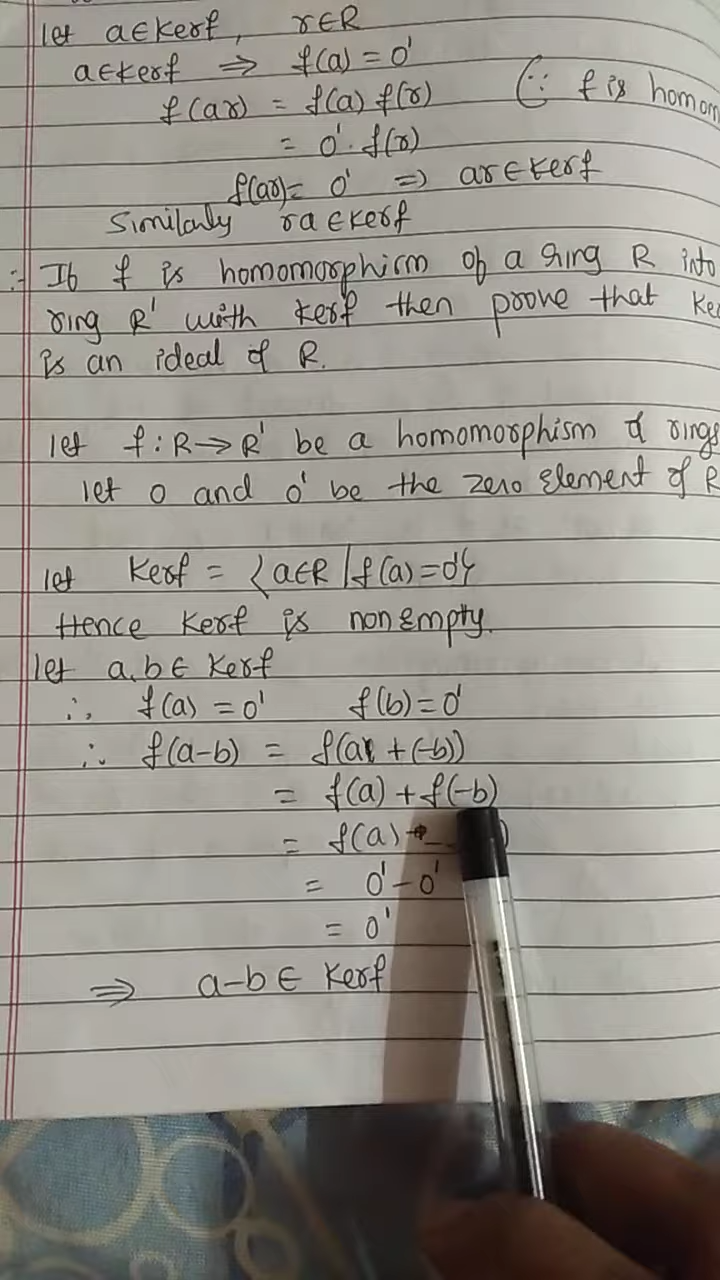 let a∈Kerf, r∈R
a∈Kerf ⇒ f(a) = 0'
f(ar) = f(a) f(r) (∵ f is homom
= 0'. f(r)
f(ar) = 0' ⇒ ar∈Kerf
Similarly ra∈Kerf
:- If f is homomorphism of a ring R into
ring R' with Kerf then prove that Ke
is an ideal of R.
let f : R→R' be a homomorphism of rings
let 0 and 0' be the zero element of R
let Kerf = {a∈R | f(a)=0'}
Hence Kerf is nonempty.
let a, b ∈ Kerf
∴ f(a) = 0' f(b) = 0'
∴ f(a-b) = f(a + (-b))
= f(a) + f(-b)
= f(a) -
= 0' - 0'
= 0'
⇒ a-b ∈ Kerf